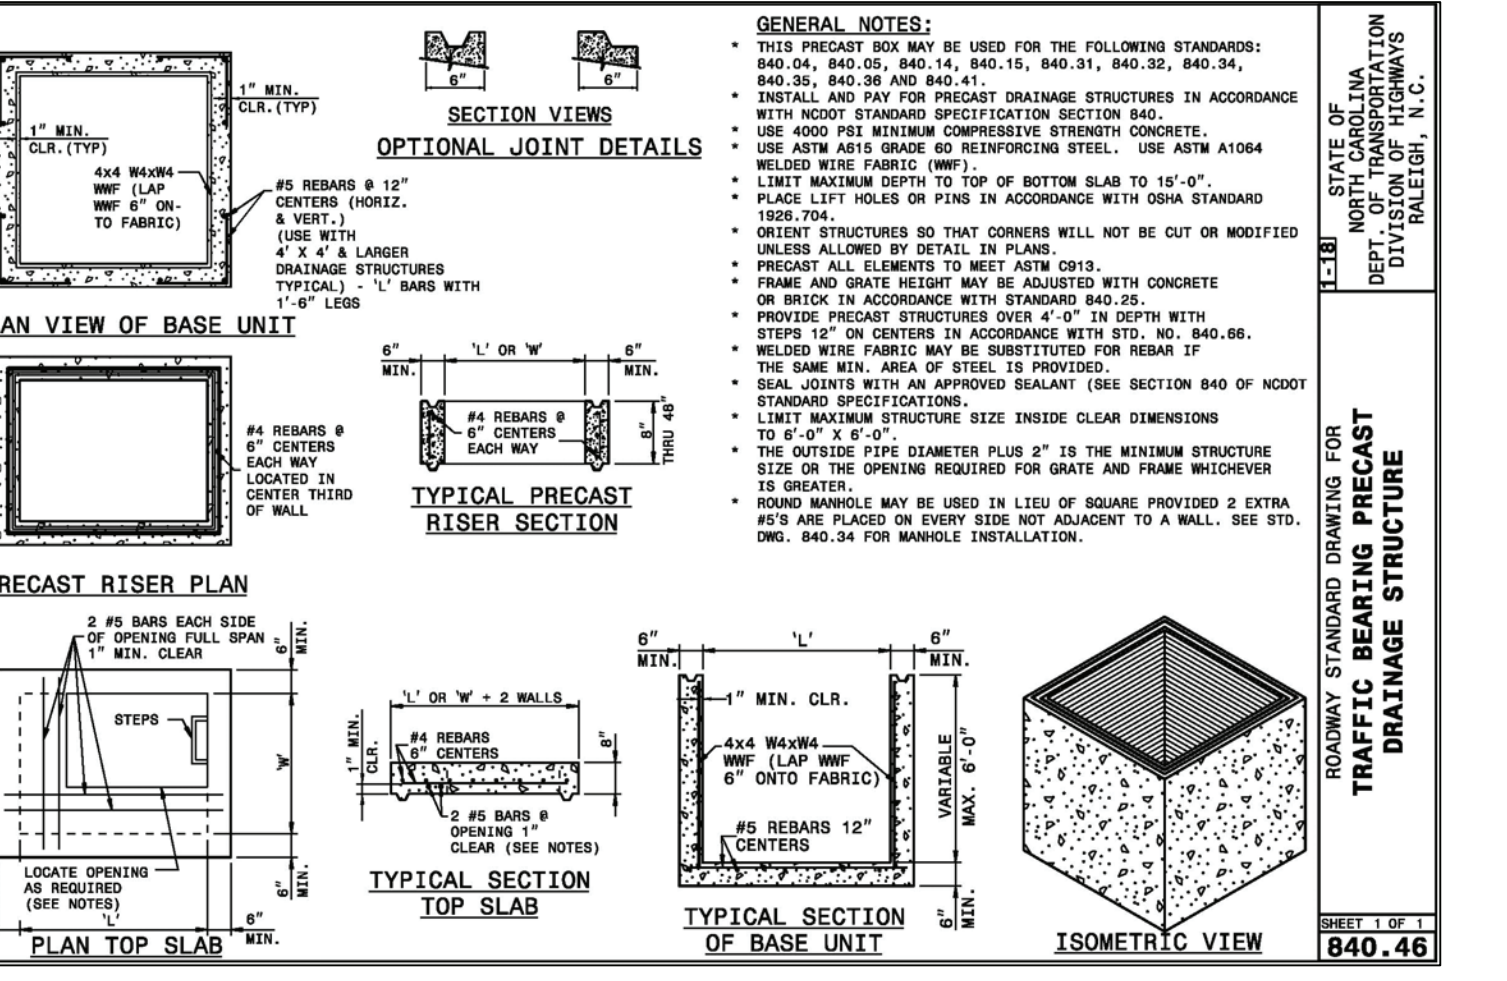 1" MIN.
CLR.(TYP)
1" MIN.
CLR.(TYP)
4x4 W4xW4
WWF (LAP
WWF 6" ON-
TO FABRIC)
#5 REBARS @ 12"
CENTERS (HORIZ.
& VERT.)
(USE WITH
4' X 4' & LARGER
DRAINAGE STRUCTURES
TYPICAL) - 'L' BARS WITH
1'-6" LEGS
AN VIEW OF BASE UNIT
6"
6"
SECTION VIEWS
OPTIONAL JOINT DETAILS
GENERAL NOTES:
* THIS PRECAST BOX MAY BE USED FOR THE FOLLOWING STANDARDS:
840.04, 840.05, 840.14, 840.15, 840.31, 840.32, 840.34,
840.35, 840.36 AND 840.41.
* INSTALL AND PAY FOR PRECAST DRAINAGE STRUCTURES IN ACCORDANCE
WITH NCDOT STANDARD SPECIFICATION SECTION 840.
* USE 4000 PSI MINIMUM COMPRESSIVE STRENGTH CONCRETE.
* USE ASTM A615 GRADE 60 REINFORCING STEEL. USE ASTM A1064
WELDED WIRE FABRIC (WWF).
* LIMIT MAXIMUM DEPTH TO TOP OF BOTTOM SLAB TO 15'-0".
* PLACE LIFT HOLES OR PINS IN ACCORDANCE WITH OSHA STANDARD
1926.704.
* ORIENT STRUCTURES SO THAT CORNERS WILL NOT BE CUT OR MODIFIED
UNLESS ALLOWED BY DETAIL IN PLANS.
* PRECAST ALL ELEMENTS TO MEET ASTM C913.
* FRAME AND GRATE HEIGHT MAY BE ADJUSTED WITH CONCRETE
OR BRICK IN ACCORDANCE WITH STANDARD 840.25.
* PROVIDE PRECAST STRUCTURES OVER 4'-0" IN DEPTH WITH
STEPS 12" ON CENTERS IN ACCORDANCE WITH STD. NO. 840.66.
* WELDED WIRE FABRIC MAY BE SUBSTITUTED FOR REBAR IF
THE SAME MIN. AREA OF STEEL IS PROVIDED.
* SEAL JOINTS WITH AN APPROVED SEALANT (SEE SECTION 840 OF NCDOT
STANDARD SPECIFICATIONS.
* LIMIT MAXIMUM STRUCTURE SIZE INSIDE CLEAR DIMENSIONS
TO 6'-0" X 6'-0".
* THE OUTSIDE PIPE DIAMETER PLUS 2" IS THE MINIMUM STRUCTURE
SIZE OR THE OPENING REQUIRED FOR GRATE AND FRAME WHICHEVER
IS GREATER.
* ROUND MANHOLE MAY BE USED IN LIEU OF SQUARE PROVIDED 2 EXTRA
#5'S ARE PLACED ON EVERY SIDE NOT ADJACENT TO A WALL. SEE STD.
DWG. 840.34 FOR MANHOLE INSTALLATION.
#4 REBARS @
6" CENTERS
EACH WAY
LOCATED IN
CENTER THIRD
OF WALL
RECAST RISER PLAN
6"
MIN.
'L' OR 'W'
6"
MIN.
#4 REBARS @
6" CENTERS
EACH WAY
8"
THRU 48"
TYPICAL PRECAST
RISER SECTION
2 #5 BARS EACH SIDE
OF OPENING FULL SPAN
1" MIN. CLEAR
6"
MIN.
STEPS
'W'
LOCATE OPENING
AS REQUIRED
(SEE NOTES)
'L'
6"
MIN.
6"
MIN.
PLAN TOP SLAB
'L' OR 'W' + 2 WALLS
1" MIN.
CLR.
#4 REBARS
6" CENTERS
8"
2 #5 BARS @
OPENING 1"
CLEAR (SEE NOTES)
TYPICAL SECTION
TOP SLAB
6"
MIN.
'L'
6"
MIN.
1" MIN. CLR.
4x4 W4xW4
WWF (LAP WWF
6" ONTO FABRIC)
VARIABLE
MAX. 6'-0"
#5 REBARS 12"
CENTERS
6"
MIN.
TYPICAL SECTION
OF BASE UNIT
ISOMETRIC VIEW
1-18
STATE OF
NORTH CAROLINA
DEPT. OF TRANSPORTATION
DIVISION OF HIGHWAYS
RALEIGH, N.C.
ROADWAY STANDARD DRAWING FOR
TRAFFIC BEARING PRECAST
DRAINAGE STRUCTURE
SHEET 1 OF 1
840.46